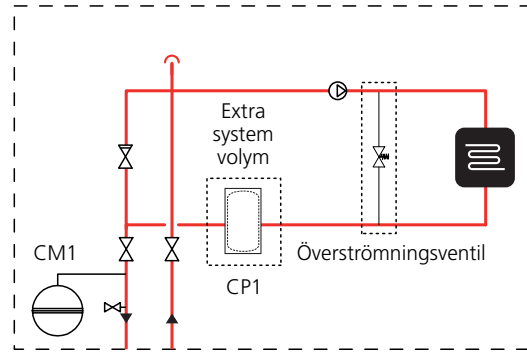 Extra
system
volym
CM1
Överströmningsventil
CP1